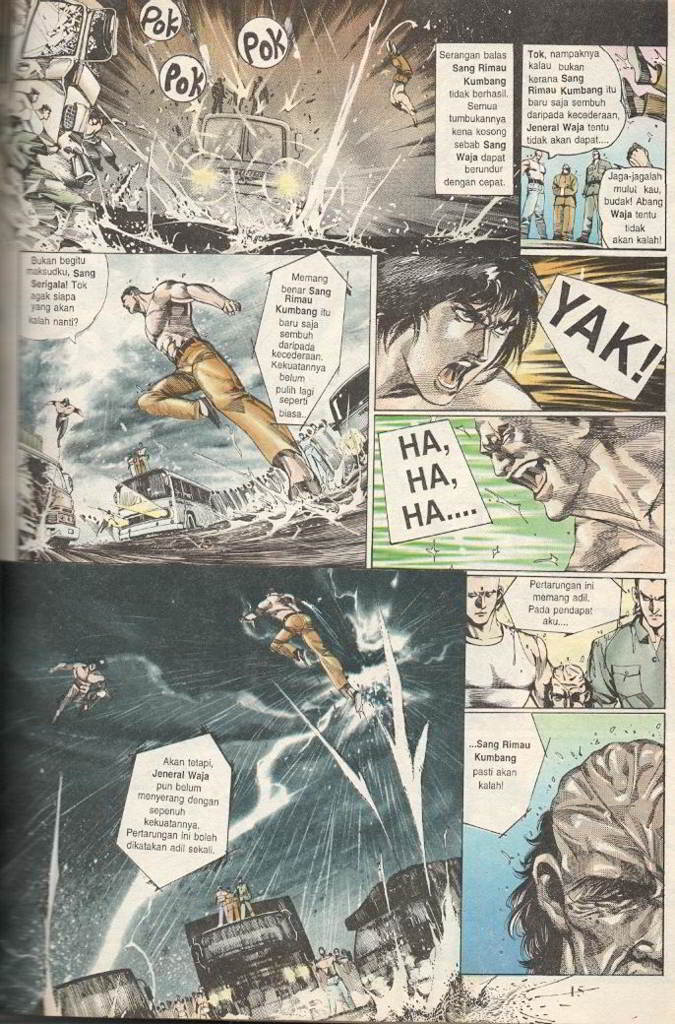 Pok
Pok
POK
Serangan balas
Sang Rimau
Kumbang
tidak berhasil.
Semua
tumbukannya
kena kosong
sebab Sang
Waja dapat
berundur
dengan cepat.
Tok, nampaknya
kalau bukan
kerana Sang
Rimau
Kumbang itu
baru saja sembuh
daripada kecederaan,
Jeneral Waja tentu
tidak akan dapat....
Jaga-jagalah
mulut kau,
budak! Abang
Waja tentu
tidak
akan kalah!
Bukan begitu
maksudku, Sang
Serigala! Tok
agak siapa
yang akan
kalah nanti?
Memang
benar Sang
Rimau
Kumbang itu
baru saja
sembuh
daripada
kecederaan.
Kekuatannya
belum
pulih lagi
seperti
biasa..
YAK!
HA,
HA,
HA....
Akan tetapi,
Jeneral Waja
pun belum
menyerang dengan
sepenuh
kekuatannya.
Pertarungan ini boleh
dikatakan adil sekali.
Pertarungan ini
memang adil.
Pada pendapat
aku....
...Sang Rimau
Kumbang
pasti akan
kalah!
15